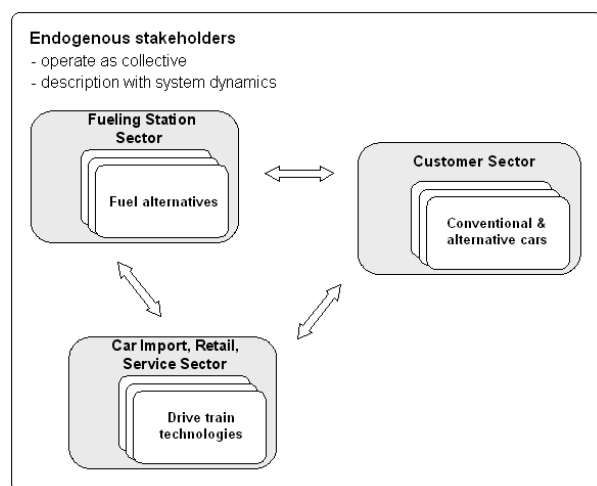 Endogenous stakeholders
- operate as collective
- description with system dynamics
Fueling Station
Sector
Fuel alternatives
Customer Sector
Conventional &
alternative cars
Car Import, Retail,
Service Sector
Drive train
technologies